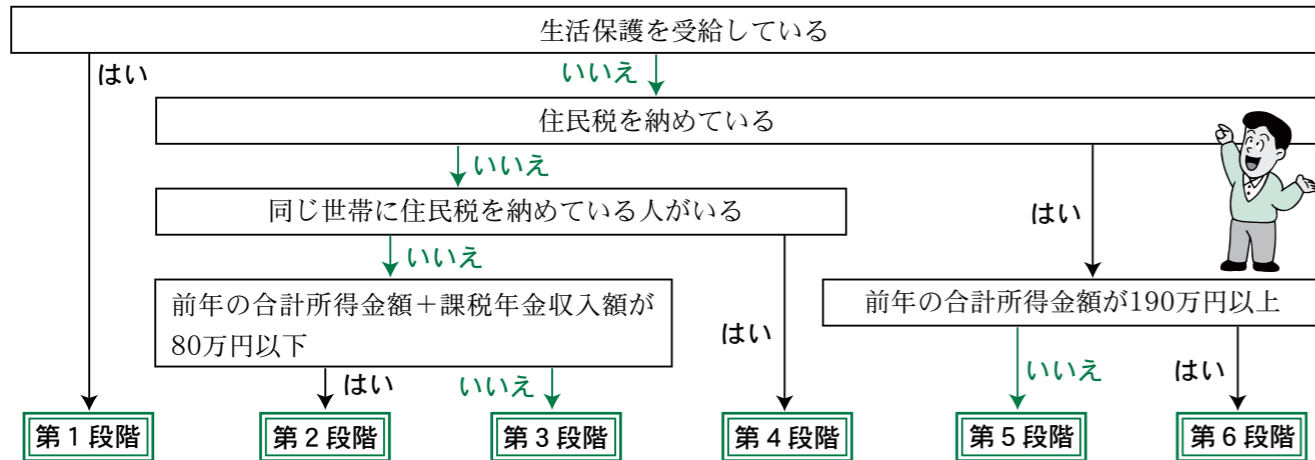 生活保護を受給している
はい
いいえ
住民税を納めている
いいえ
同じ世帯に住民税を納めている人がいる
はい
いいえ
前年の合計所得金額＋課税年金収入額が
80万円以下
前年の合計所得金額が190万円以上
はい
はい
いいえ
いいえ
はい
第1段階
第2段階
第3段階
第4段階
第5段階
第6段階